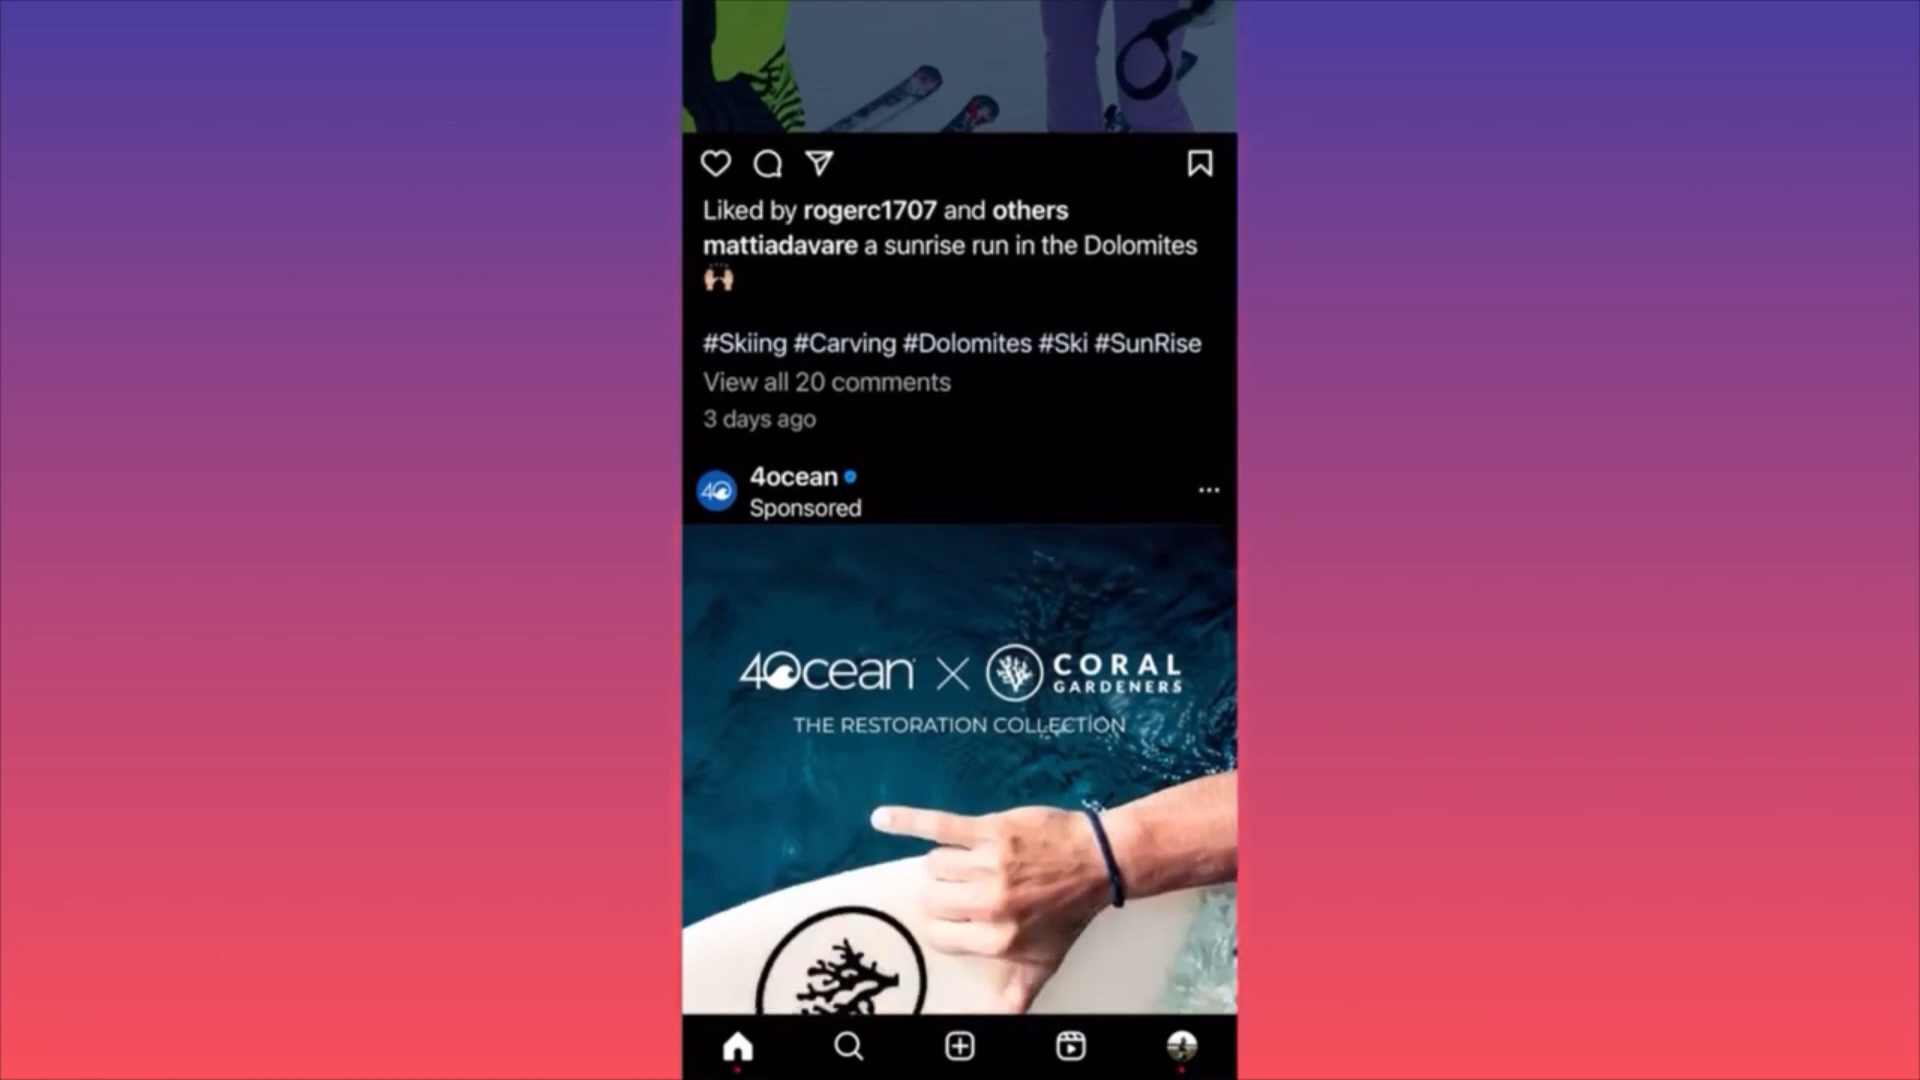 Liked by rogerc1707 and others
mattiadavare a sunrise run in the Dolomites
🙌🏼
#Skiing #Carving #Dolomites #Ski #SunRise
View all 20 comments
3 days ago
4ocean
Sponsored
4ocean X CORAL GARDENERS
THE RESTORATION COLLECTION